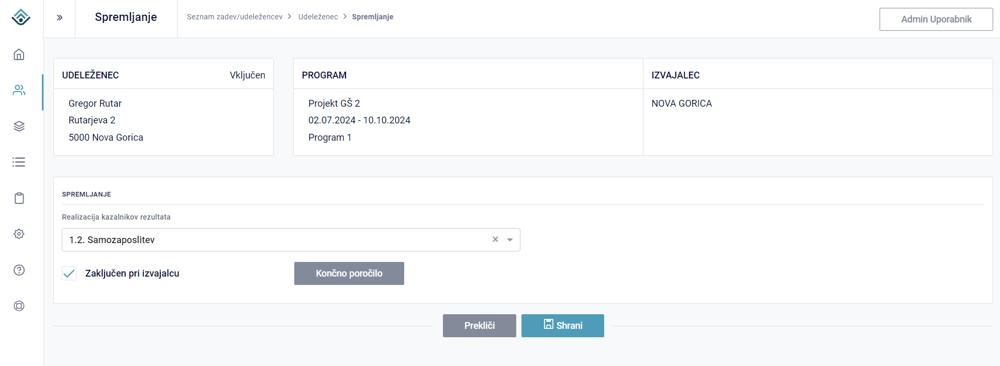 Spremljanje
Seznam zadev/udeležencev > Udeleženec > Spremljanje
Admin Uporabnik
UDELEŽENEC
Vključen
Gregor Rutar
Rutarjeva 2
5000 Nova Gorica
PROGRAM
Projekt GŠ 2
02.07.2024 - 10.10.2024
Program 1
IZVAJALEC
NOVA GORICA
SPREMLJANJE
Realizacija kazalnikov rezultata
1.2. Samozaposlitev
Zaključen pri izvajalcu
Končno poročilo
Prekliči
Shrani